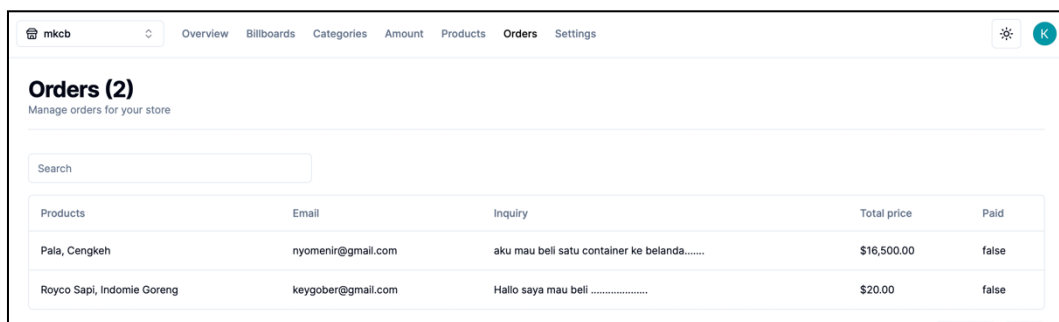 mkcb Overview Billboards Categories Amount Products Orders Settings K
Orders (2)
Manage orders for your store
Search
Products Email Inquiry Total price Paid
Pala, Cengkeh nyomenir@gmail.com aku mau beli satu container ke belanda....... $16,500.00 false
Royco Sapi, Indomie Goreng keygober@gmail.com Hallo saya mau beli ................... $20.00 false